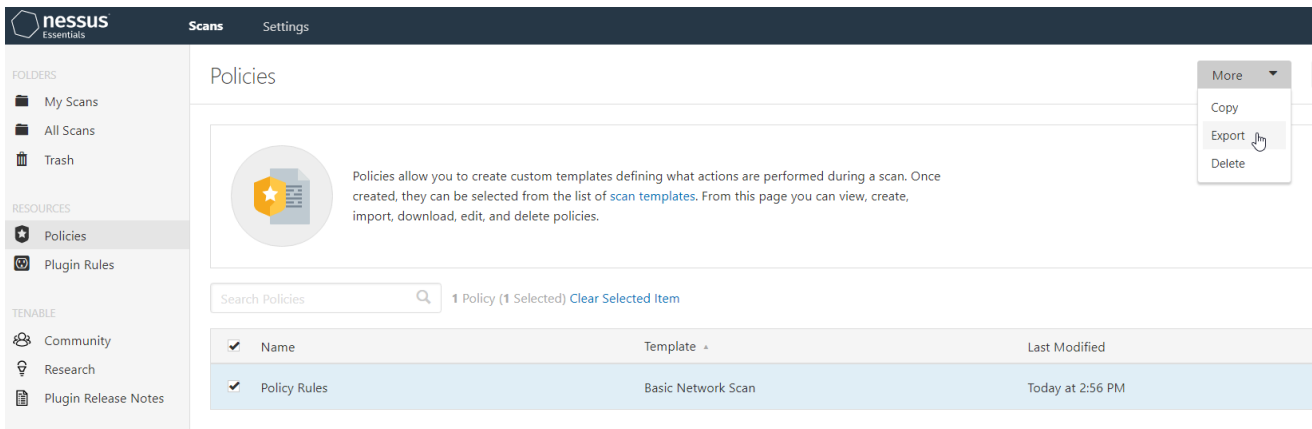 nessus
Essentials
Scans
Settings
FOLDERS
My Scans
All Scans
Trash
RESOURCES
Policies
Plugin Rules
TENABLE
Community
Research
Plugin Release Notes
Policies
More
Copy
Export
Delete
Policies allow you to create custom templates defining what actions are performed during a scan. Once
created, they can be selected from the list of scan templates. From this page you can view, create,
import, download, edit, and delete policies.
Search Policies
1 Policy (1 Selected) Clear Selected Item
Name Template Last Modified
Policy Rules Basic Network Scan Today at 2:56 PM